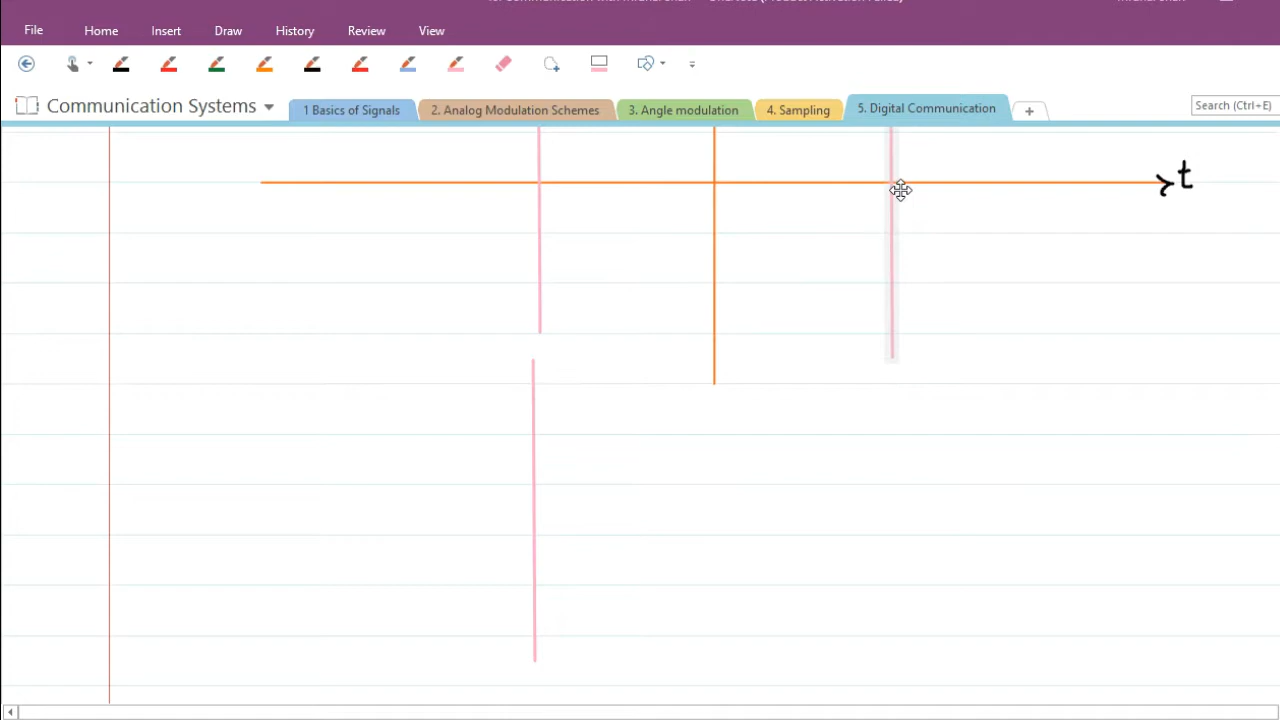 File Home Insert Draw History Review View
Communication Systems 1 Basics of Signals 2. Analog Modulation Schemes 3. Angle modulation 4. Sampling 5. Digital Communication + Search (Ctrl+E)
t